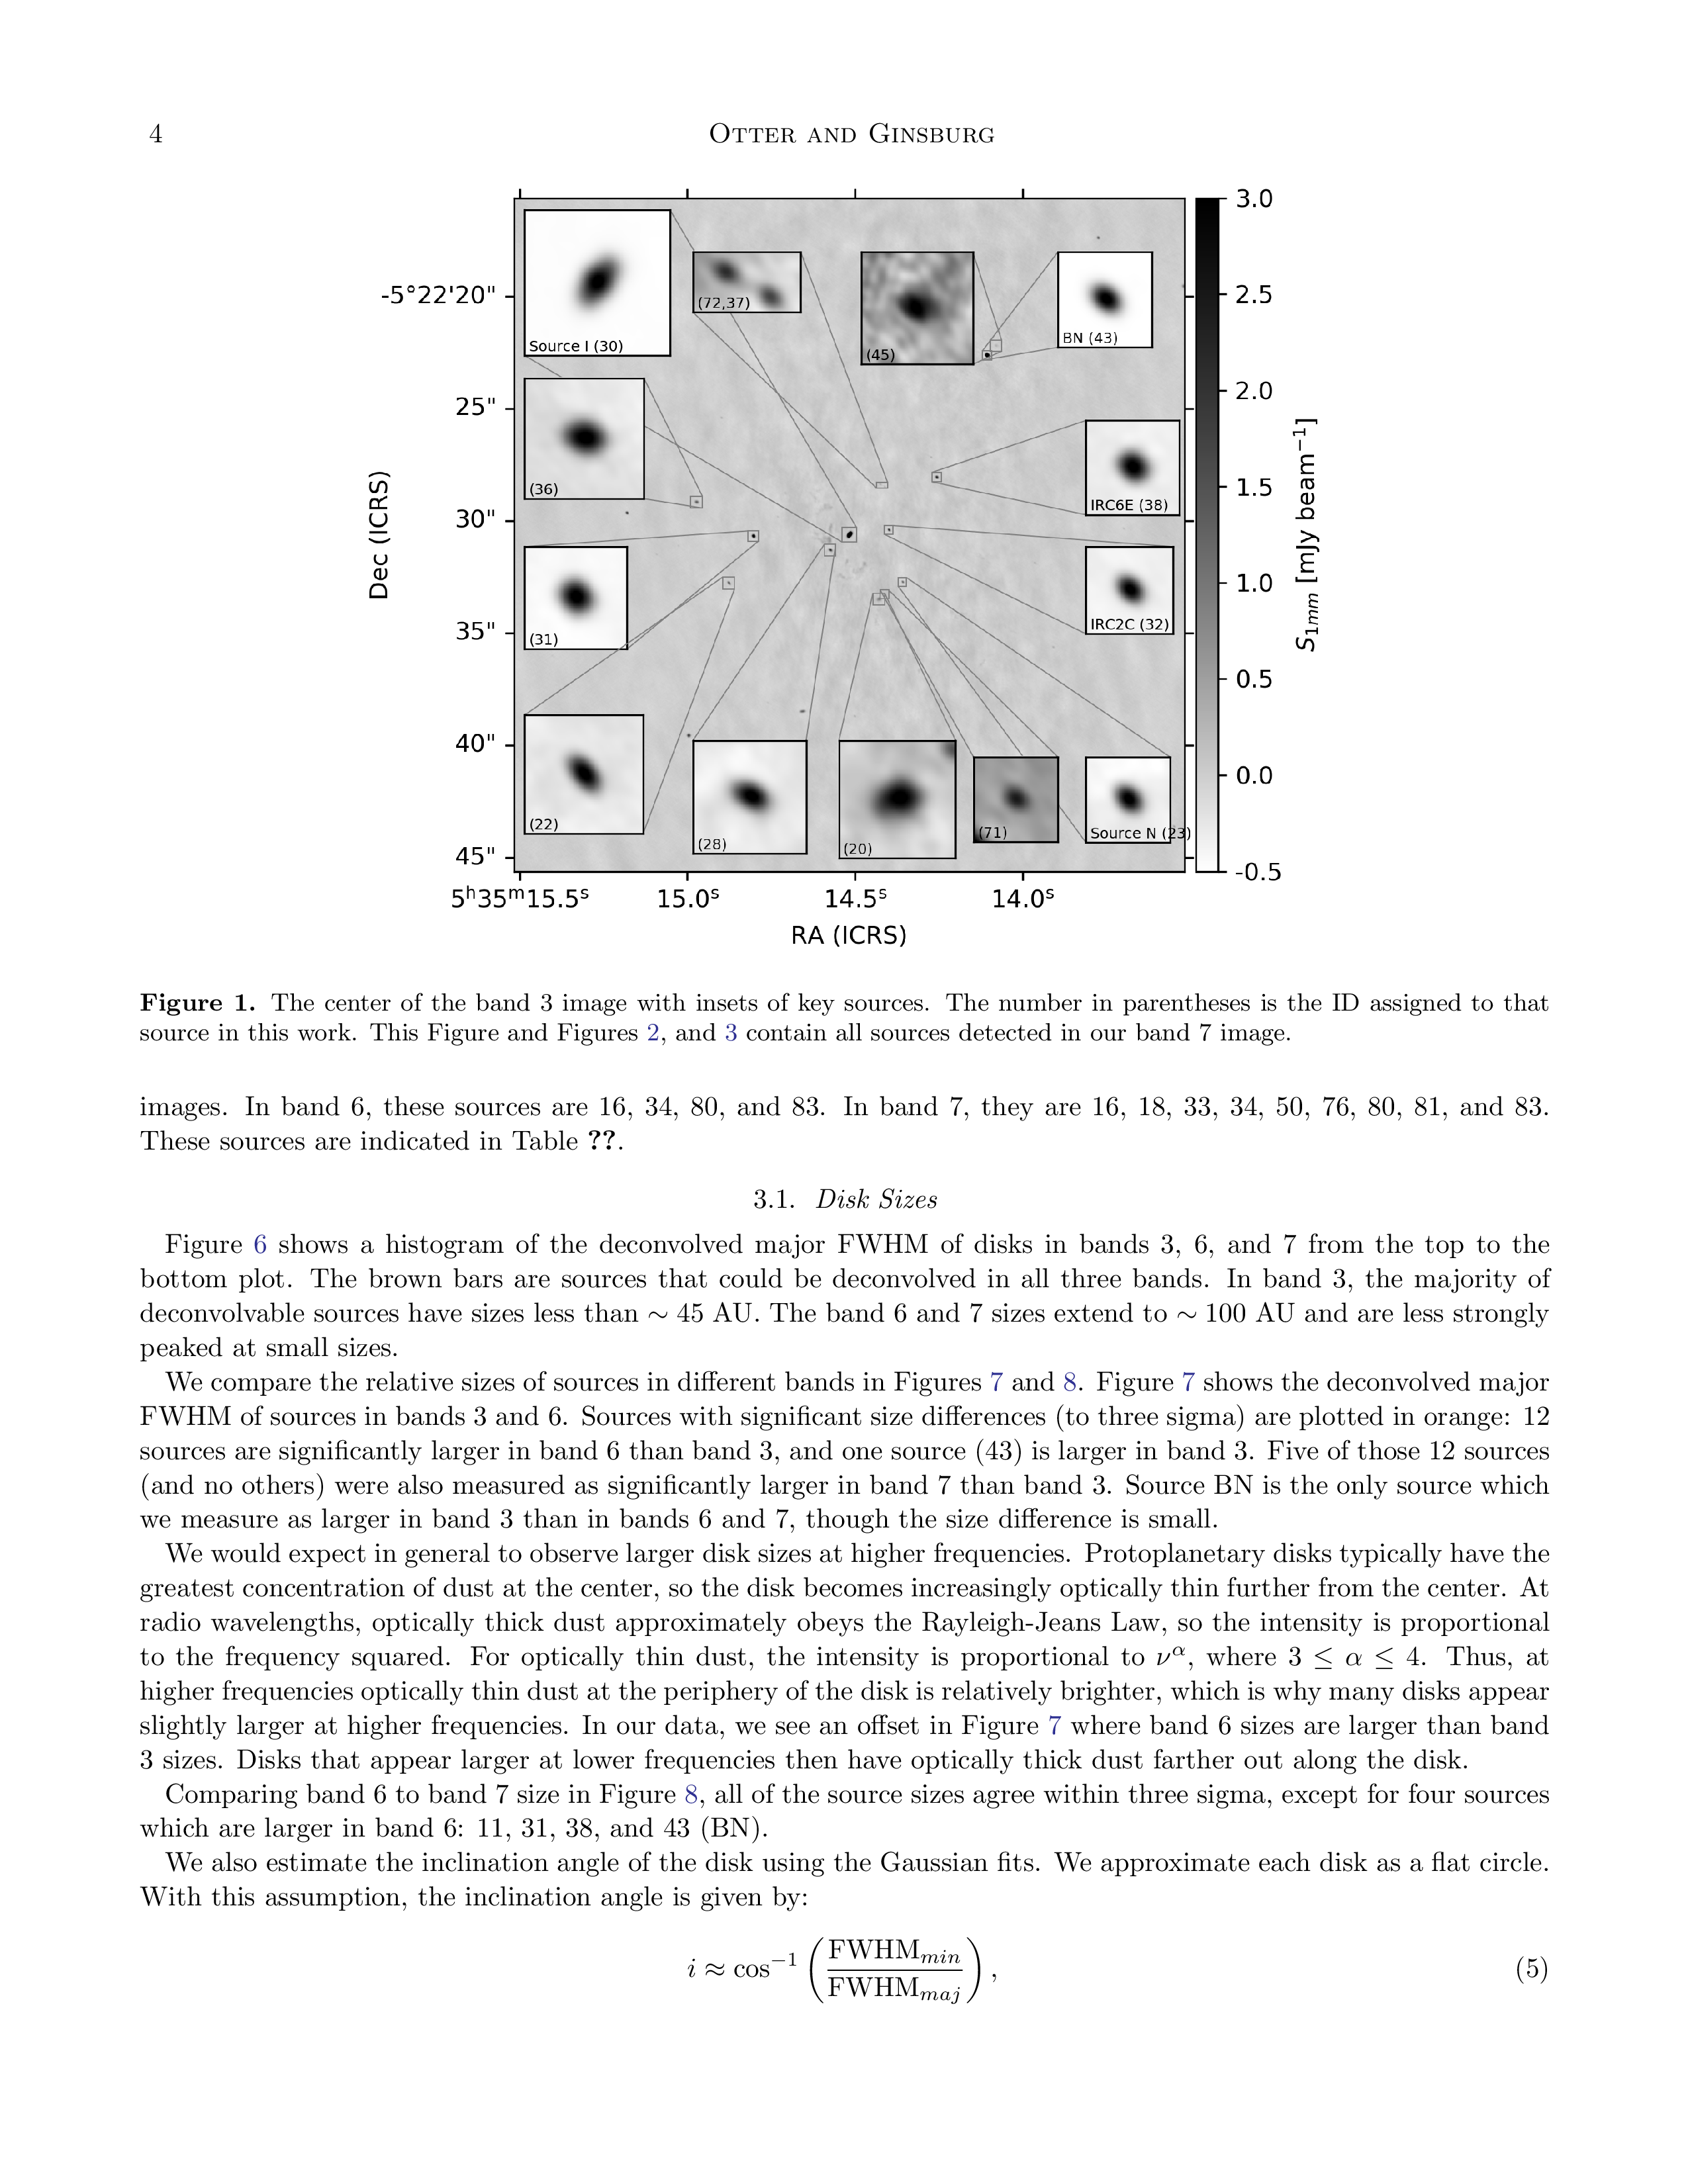 4
OTTER AND GINSBURG
3.0
Source I (30)
(72,37)
(45)
BN (43)
-5°22'20"
2.5
25"
2.0
(36)
IRC6E (38)
30"
1.5
Dec (ICRS)
S1mm [mJy beam−1]
(31)
IRC2C (32)
35"
1.0
0.5
40"
(22)
(28)
(20)
(71)
Source N (23)
0.0
45"
-0.5
5h35m15.5s 15.0s 14.5s 14.0s
RA (ICRS)
Figure 1. The center of the band 3 image with insets of key sources. The number in parentheses is the ID assigned to that
source in this work. This Figure and Figures 2, and 3 contain all sources detected in our band 7 image.
images. In band 6, these sources are 16, 34, 80, and 83. In band 7, they are 16, 18, 33, 34, 50, 76, 80, 81, and 83.
These sources are indicated in Table ??.
3.1. Disk Sizes
Figure 6 shows a histogram of the deconvolved major FWHM of disks in bands 3, 6, and 7 from the top to the
bottom plot. The brown bars are sources that could be deconvolved in all three bands. In band 3, the majority of
deconvolvable sources have sizes less than ∼ 45 AU. The band 6 and 7 sizes extend to ∼ 100 AU and are less strongly
peaked at small sizes.
We compare the relative sizes of sources in different bands in Figures 7 and 8. Figure 7 shows the deconvolved major
FWHM of sources in bands 3 and 6. Sources with significant size differences (to three sigma) are plotted in orange: 12
sources are significantly larger in band 6 than band 3, and one source (43) is larger in band 3. Five of those 12 sources
(and no others) were also measured as significantly larger in band 7 than band 3. Source BN is the only source which
we measure as larger in band 3 than in bands 6 and 7, though the size difference is small.
We would expect in general to observe larger disk sizes at higher frequencies. Protoplanetary disks typically have the
greatest concentration of dust at the center, so the disk becomes increasingly optically thin further from the center. At
radio wavelengths, optically thick dust approximately obeys the Rayleigh-Jeans Law, so the intensity is proportional
to the frequency squared. For optically thin dust, the intensity is proportional to να, where 3 ≤ α ≤ 4. Thus, at
higher frequencies optically thin dust at the periphery of the disk is relatively brighter, which is why many disks appear
slightly larger at higher frequencies. In our data, we see an offset in Figure 7 where band 6 sizes are larger than band
3 sizes. Disks that appear larger at lower frequencies then have optically thick dust farther out along the disk.
Comparing band 6 to band 7 size in Figure 8, all of the source sizes agree within three sigma, except for four sources
which are larger in band 6: 11, 31, 38, and 43 (BN).
We also estimate the inclination angle of the disk using the Gaussian fits. We approximate each disk as a flat circle.
With this assumption, the inclination angle is given by:
i ≈ cos−1 (FWHMmin / FWHMmaj), (5)